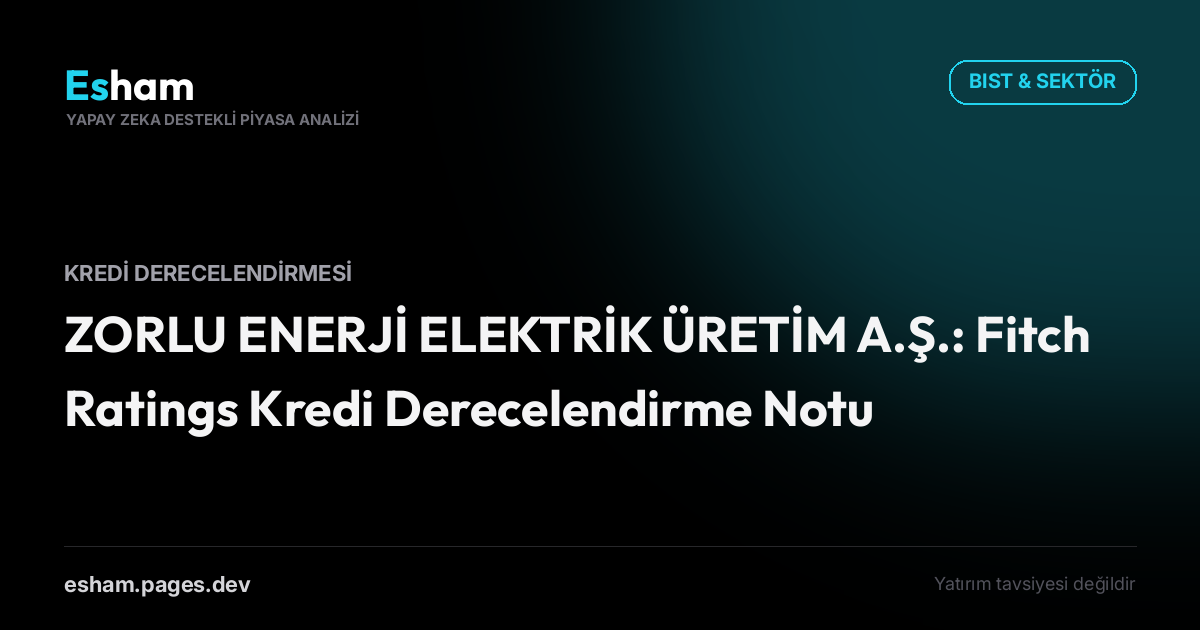 Esham
BIST & SEKTÖR
YAPAY ZEKA DESTEKLİ PİYASA ANALİZİ
KREDİ DERECELENDİRMESİ
ZORLU ENERJİ ELEKTRİK ÜRETİM A.Ş.: Fitch
Ratings Kredi Derecelendirme Notu
esham.pages.dev
Yatırım tavsiyesi değildir